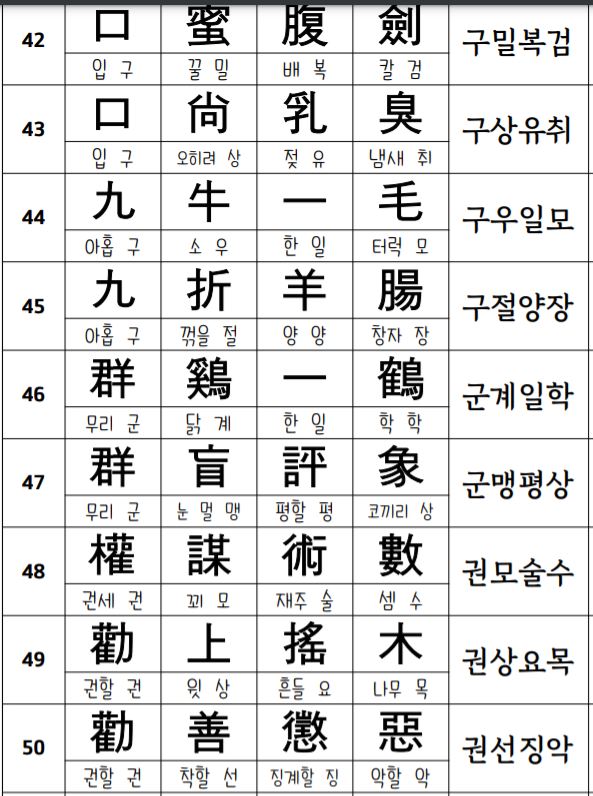 42 口 蜜 腹 劍 구밀복검
입 구 꿀 밀 배 복 칼 검
43 口 尙 乳 臭 구상유취
입 구 오히려 상 젖 유 냄새 취
44 九 牛 一 毛 구우일모
아홉 구 소 우 한 일 터럭 모
45 九 折 羊 腸 구절양장
아홉 구 꺾을 절 양 양 창자 장
46 群 鷄 一 鶴 군계일학
무리 군 닭 계 한 일 학 학
47 群 盲 評 象 군맹평상
무리 군 눈 멀 맹 평할 평 코끼리 상
48 權 謀 術 數 권모술수
권세 권 꾀 모 재주 술 셈 수
49 勸 上 搖 木 권상요목
권할 권 윗 상 흔들 요 나무 목
50 勸 善 懲 惡 권선징악
권할 권 착할 선 징계할 징 악할 악